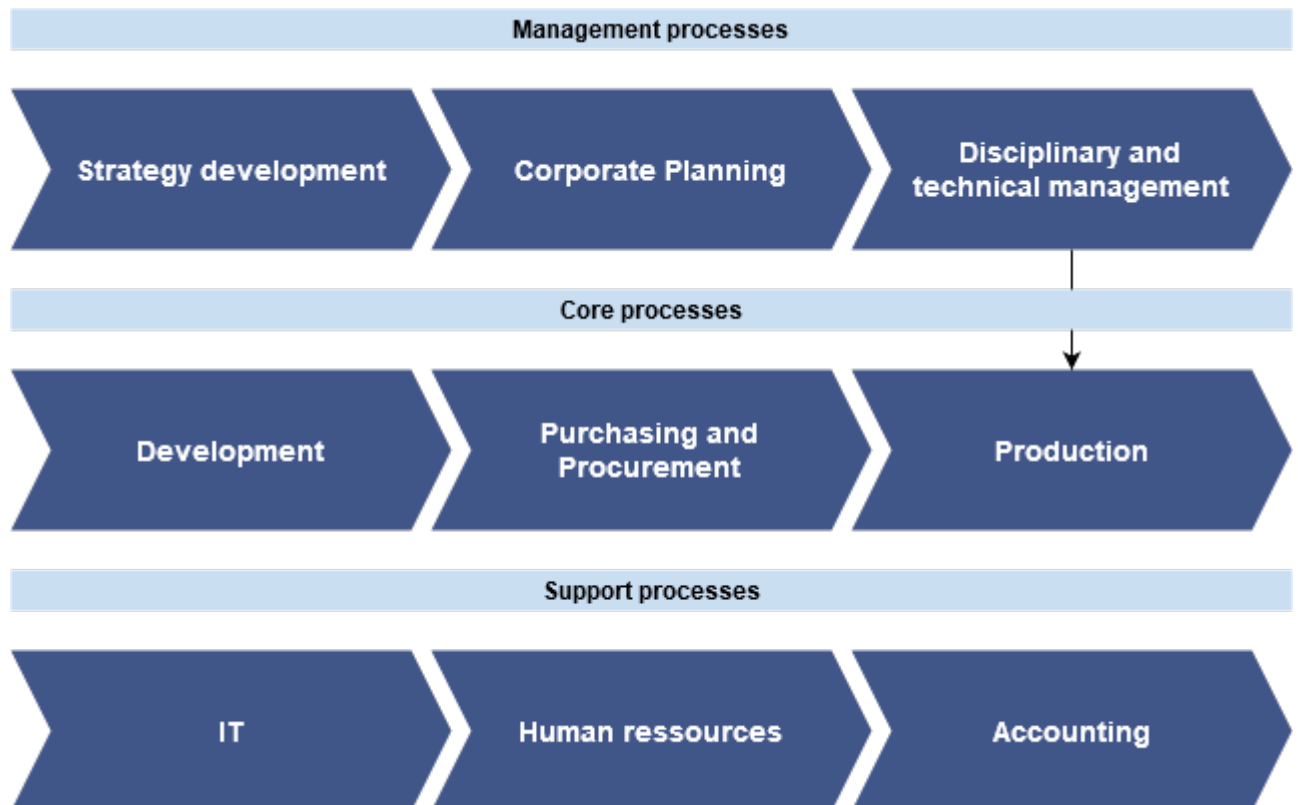 Management processes
Strategy development
Corporate Planning
Disciplinary and
technical management
Core processes
Development
Purchasing and
Procurement
Production
Support processes
IT
Human ressources
Accounting